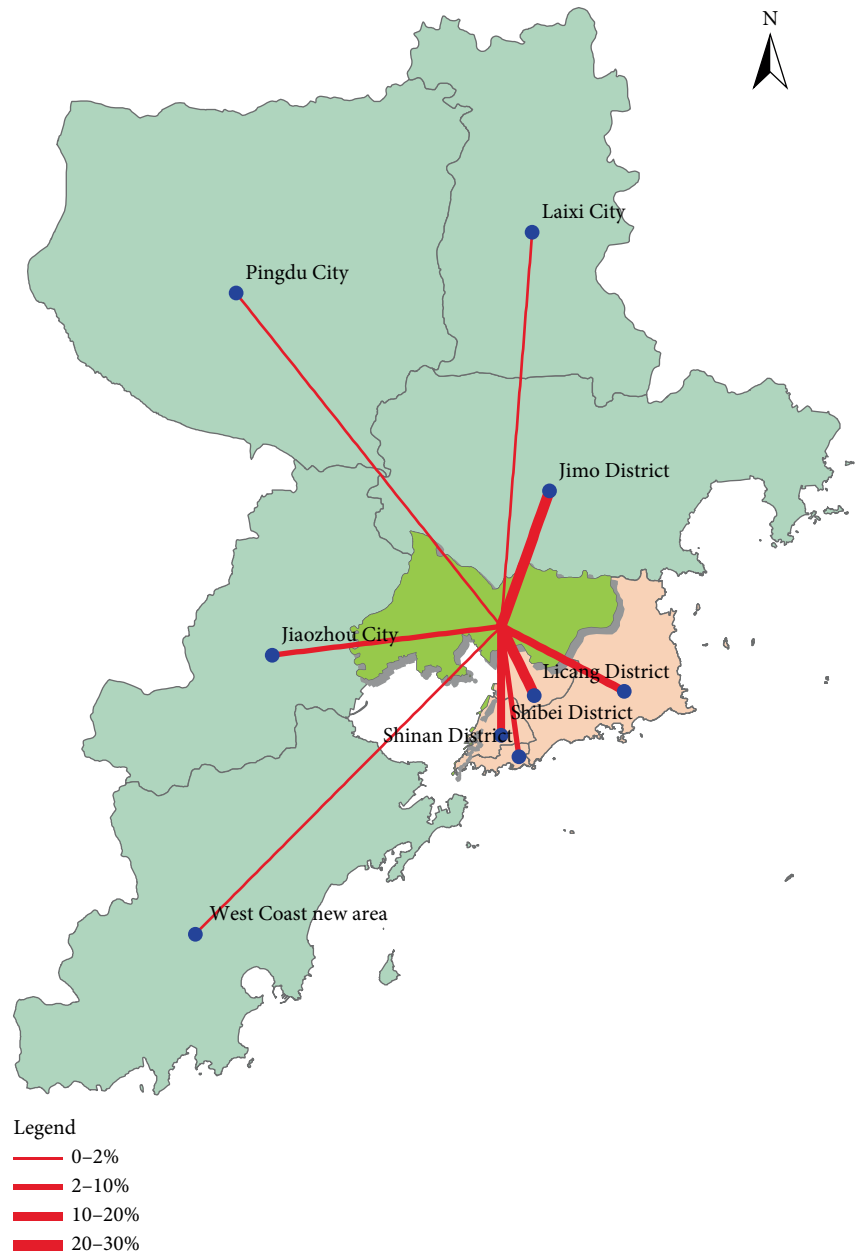 N
Laixi City
Pingdu City
Jimo District
Jiaozhou City
Licang District
Shibei District
Shinan District
West Coast new area
Legend
0–2%
2–10%
10–20%
20–30%